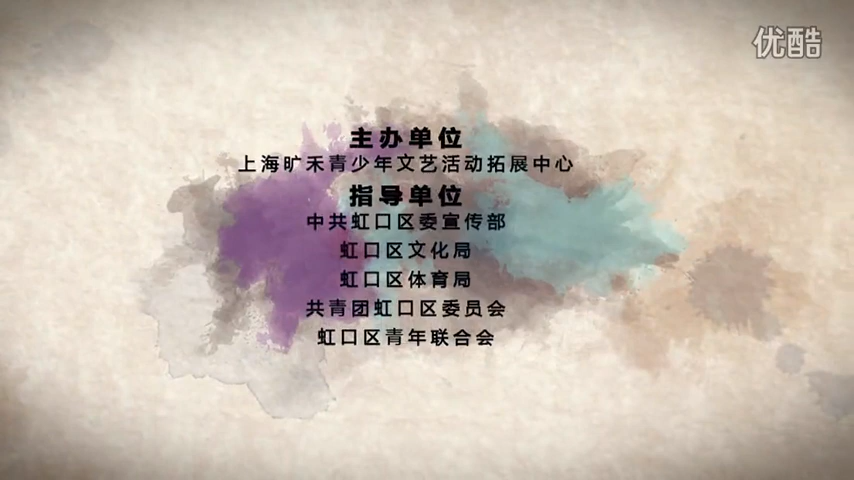 优酷
主办单位
上海旷禾青少年文艺活动拓展中心
指导单位
中共虹口区委宣传部
虹口区文化局
虹口区体育局
共青团虹口区委员会
虹口区青年联合会